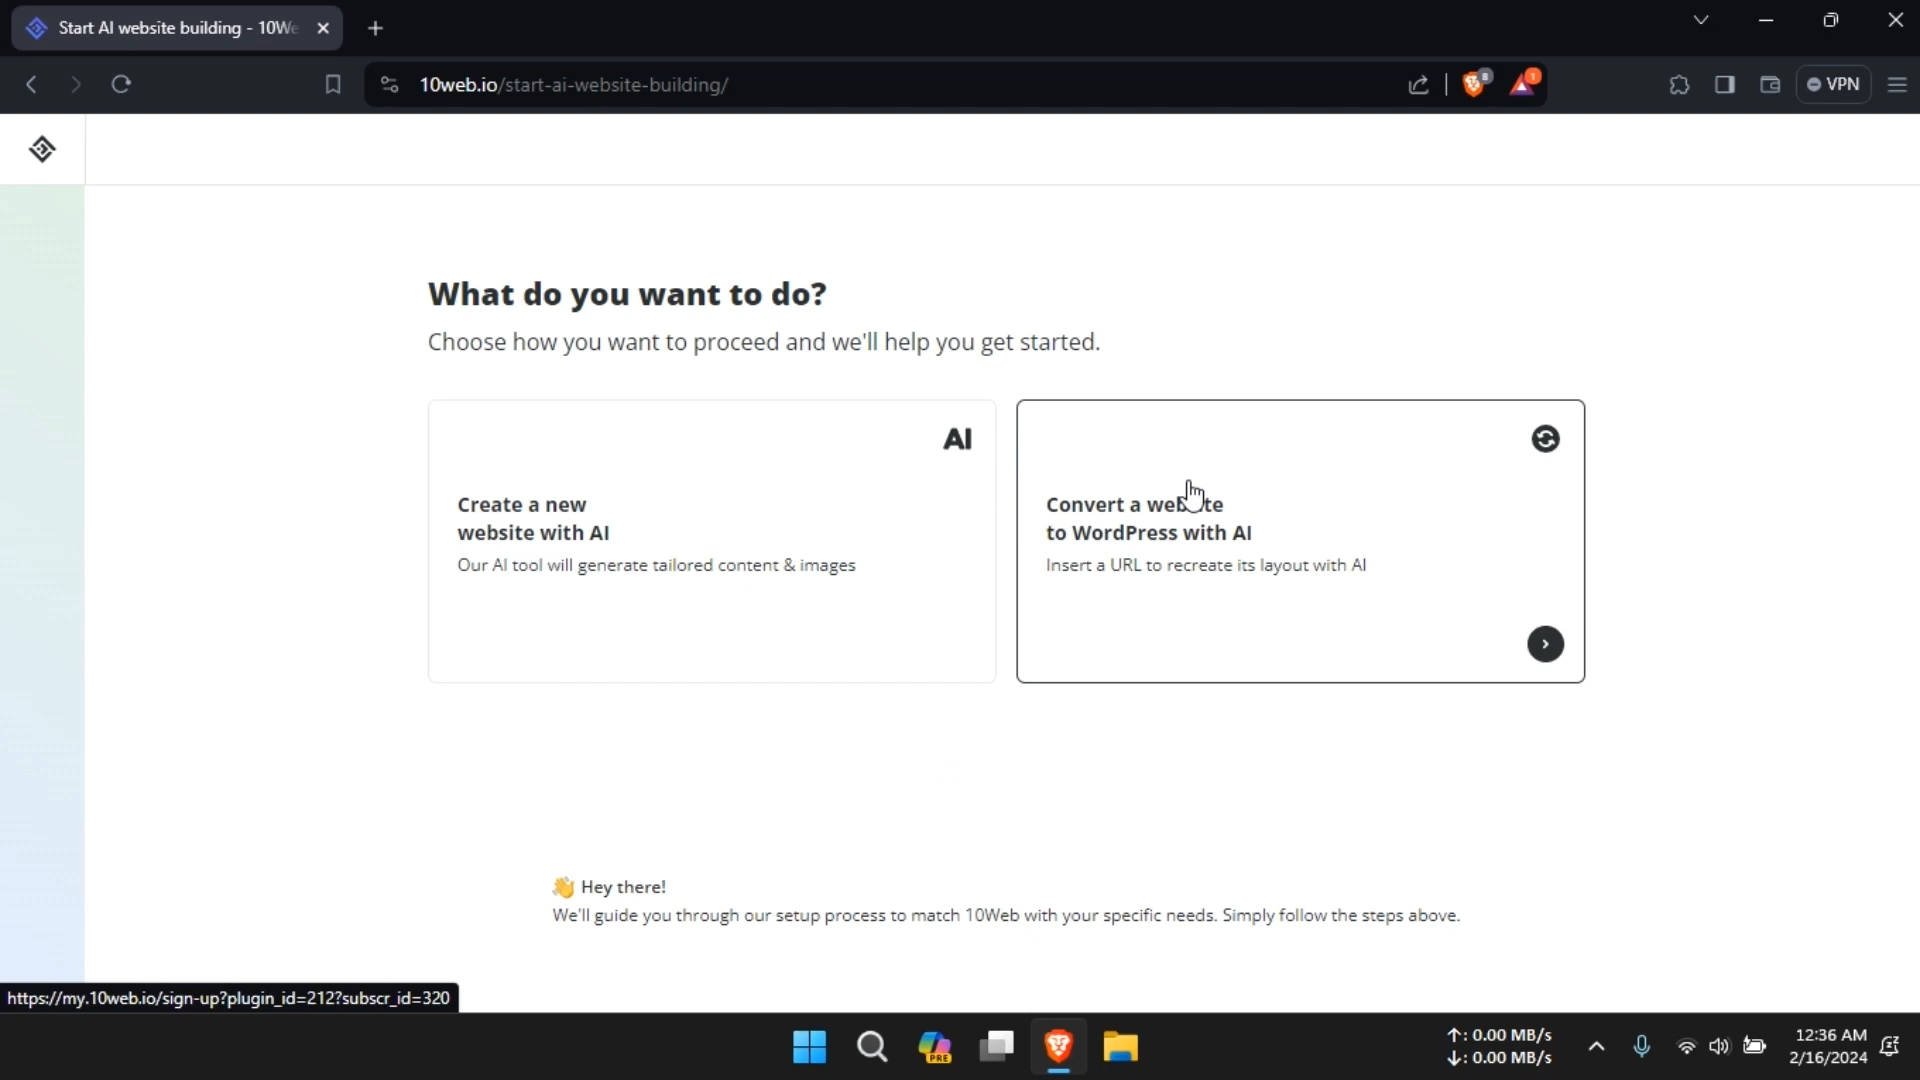 Start AI website building - 10We
10web.io/start-ai-website-building/
8
1
VPN
What do you want to do?
Choose how you want to proceed and we'll help you get started.
AI
Create a new
website with AI
Our AI tool will generate tailored content & images
Convert a website
to WordPress with AI
Insert a URL to recreate its layout with AI
👋 Hey there!
We'll guide you through our setup process to match 10Web with your specific needs. Simply follow the steps above.
https://my.10web.io/sign-up?plugin_id=212?subscr_id=320
PRE
↑: 0.00 MB/s
↓: 0.00 MB/s
12:36 AM
2/16/2024